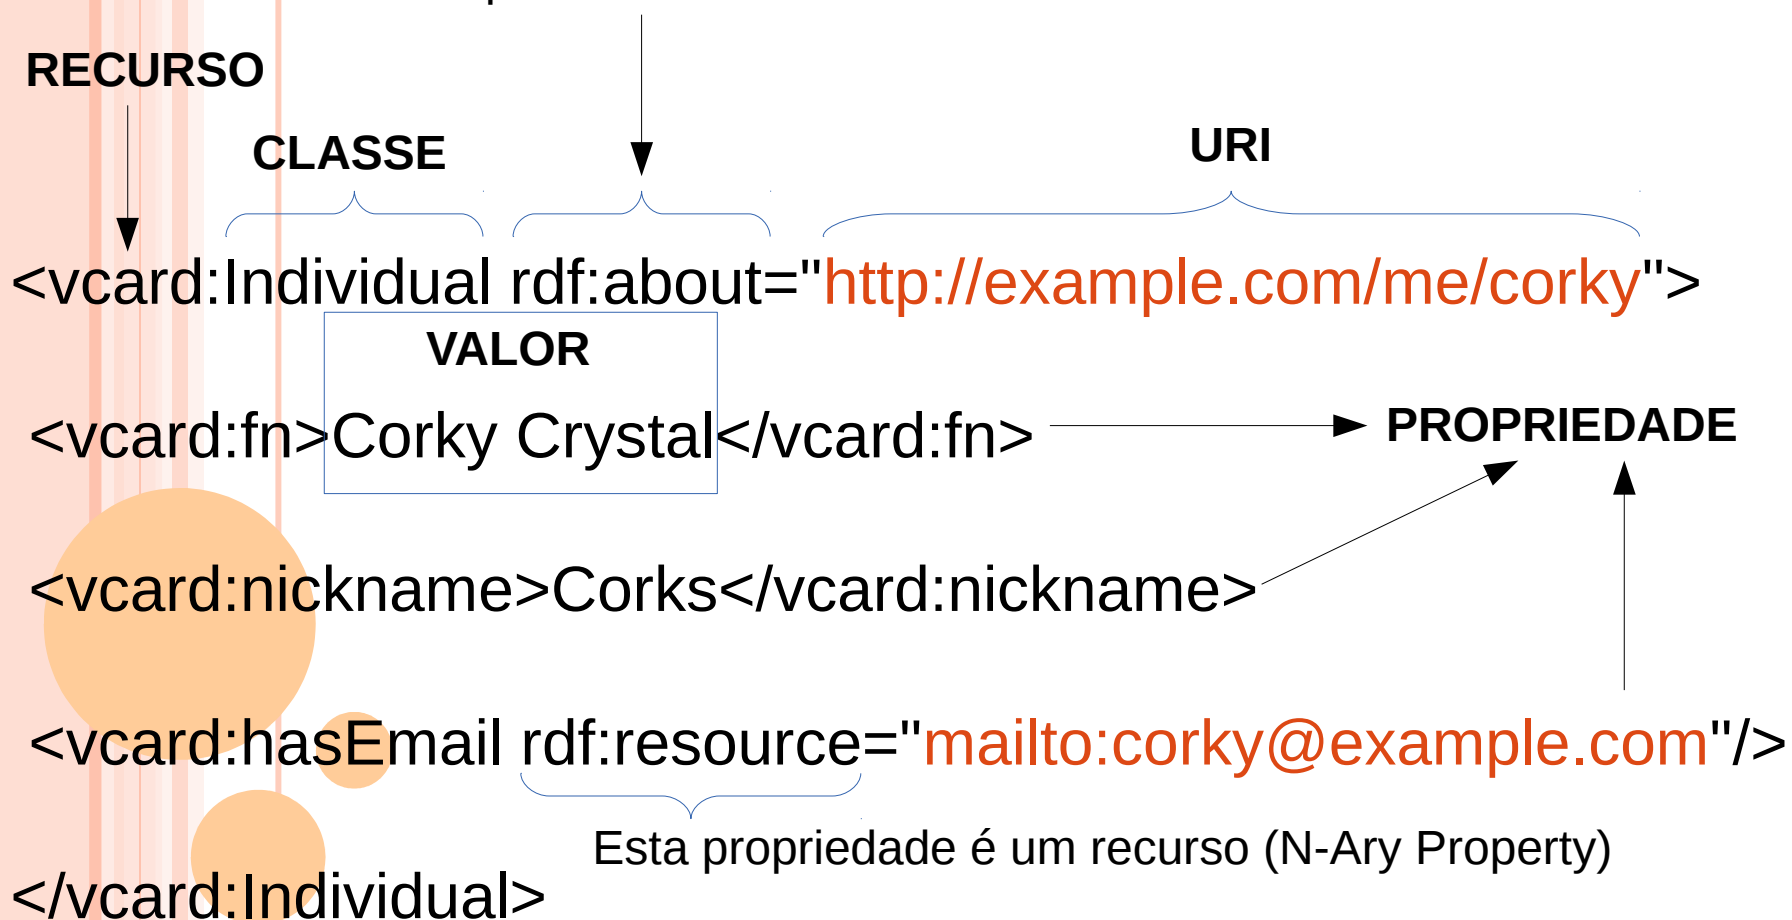 RECURSO
CLASSE
URI
<vcard:Individual rdf:about="http://example.com/me/corky">
VALOR
<vcard:fn>Corky Crystal</vcard:fn>
PROPRIEDADE
<vcard:nickname>Corks</vcard:nickname>
<vcard:hasEmail rdf:resource="mailto:corky@example.com"/>
Esta propriedade é um recurso (N-Ary Property)
</vcard:Individual>